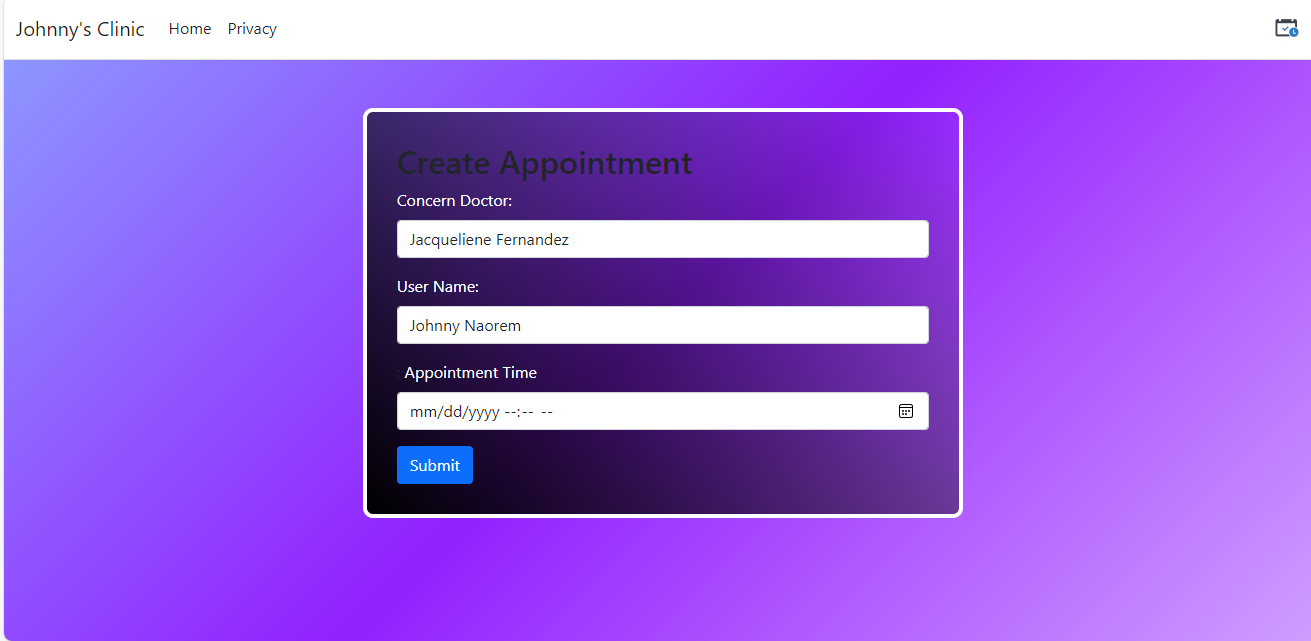 Johnny's Clinic Home Privacy
Create Appointment
Concern Doctor:
Jacqueliene Fernandez
User Name:
Johnny Naorem
Appointment Time
mm/dd/yyyy --:-- --
Submit